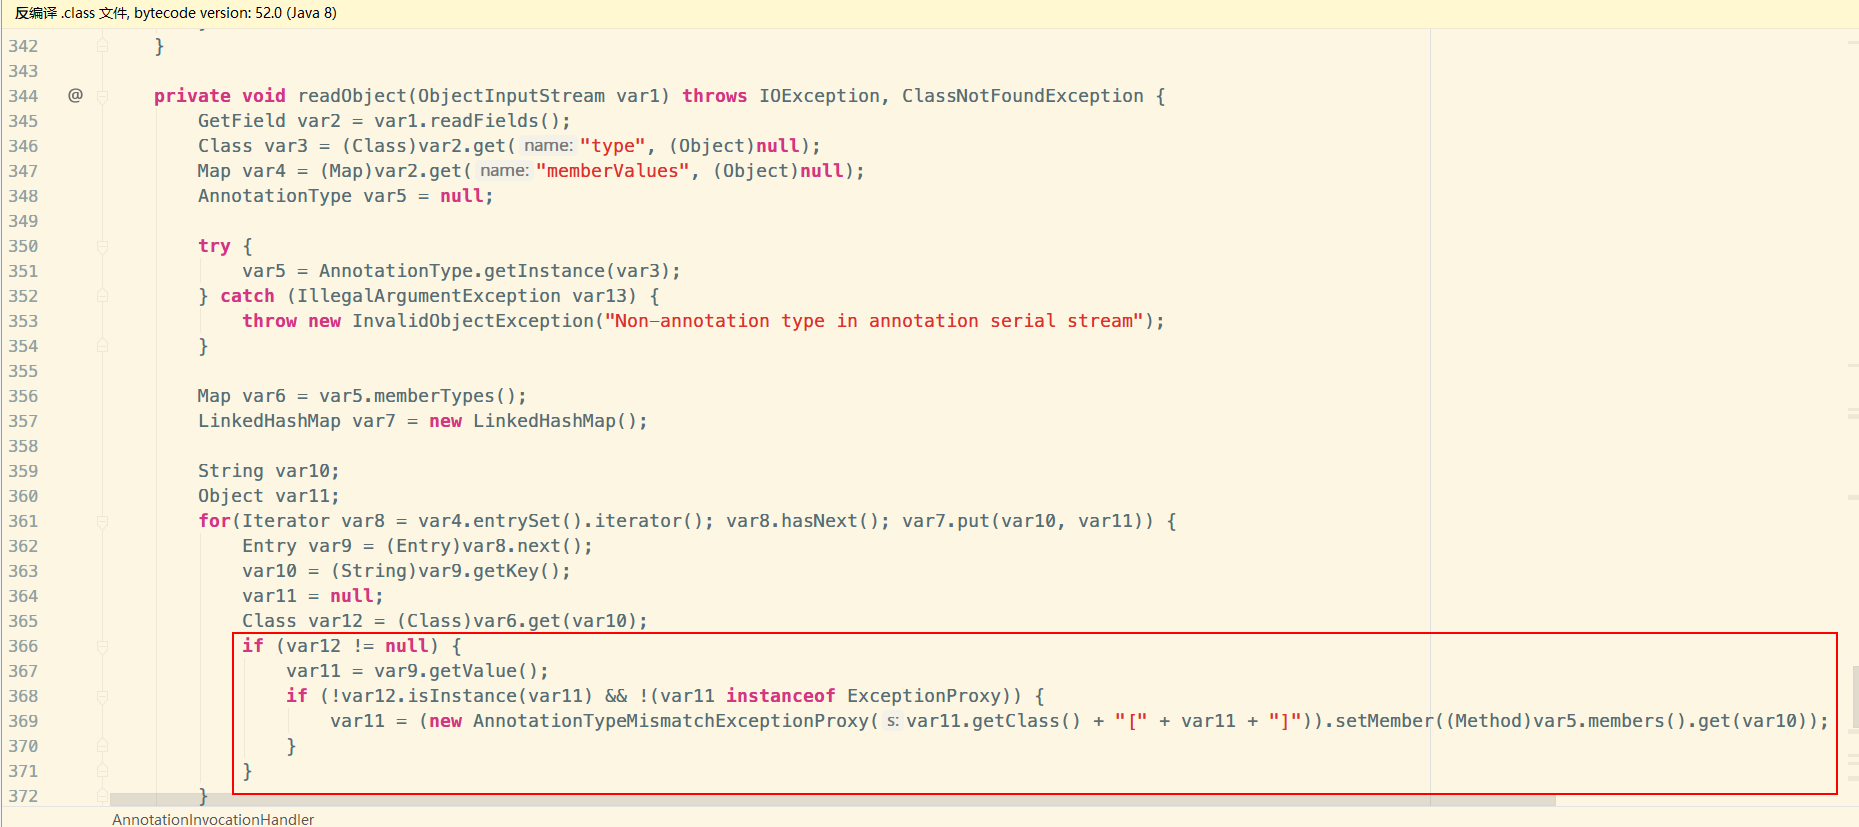 反编译 .class 文件, bytecode version: 52.0 (Java 8)
342 }
343
344 @ private void readObject(ObjectInputStream var1) throws IOException, ClassNotFoundException {
345 GetField var2 = var1.readFields();
346 Class var3 = (Class)var2.get( name: "type", (Object)null);
347 Map var4 = (Map)var2.get( name: "memberValues", (Object)null);
348 AnnotationType var5 = null;
349
350 try {
351 var5 = AnnotationType.getInstance(var3);
352 } catch (IllegalArgumentException var13) {
353 throw new InvalidObjectException("Non-annotation type in annotation serial stream");
354 }
355
356 Map var6 = var5.memberTypes();
357 LinkedHashMap var7 = new LinkedHashMap();
358
359 String var10;
360 Object var11;
361 for(Iterator var8 = var4.entrySet().iterator(); var8.hasNext(); var7.put(var10, var11)) {
362 Entry var9 = (Entry)var8.next();
363 var10 = (String)var9.getKey();
364 var11 = null;
365 Class var12 = (Class)var6.get(var10);
366 if (var12 != null) {
367 var11 = var9.getValue();
368 if (!var12.isInstance(var11) && !(var11 instanceof ExceptionProxy)) {
369 var11 = (new AnnotationTypeMismatchExceptionProxy( s: var11.getClass() + "[" + var11 + "]")).setMember((Method)var5.members().get(var10));
370 }
371 }
372 }
AnnotationInvocationHandler